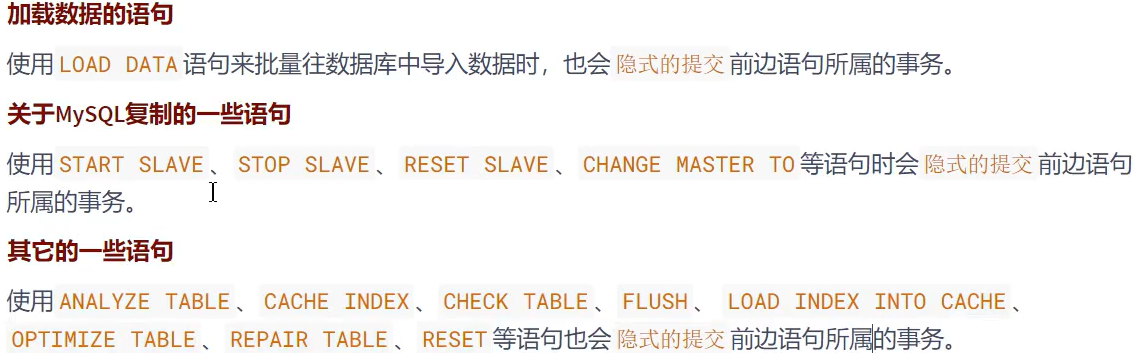 加载数据的语句
使用 LOAD DATA 语句来批量往数据库中导入数据时，也会 隐式的提交 前边语句所属的事务。
关于MySQL复制的一些语句
使用 START SLAVE 、 STOP SLAVE 、 RESET SLAVE 、 CHANGE MASTER TO 等语句时会 隐式的提交 前边语句
所属的事务。
其它的一些语句
使用 ANALYZE TABLE 、 CACHE INDEX 、 CHECK TABLE 、 FLUSH 、 LOAD INDEX INTO CACHE 、
OPTIMIZE TABLE 、 REPAIR TABLE 、 RESET 等语句也会 隐式的提交 前边语句所属的事务。